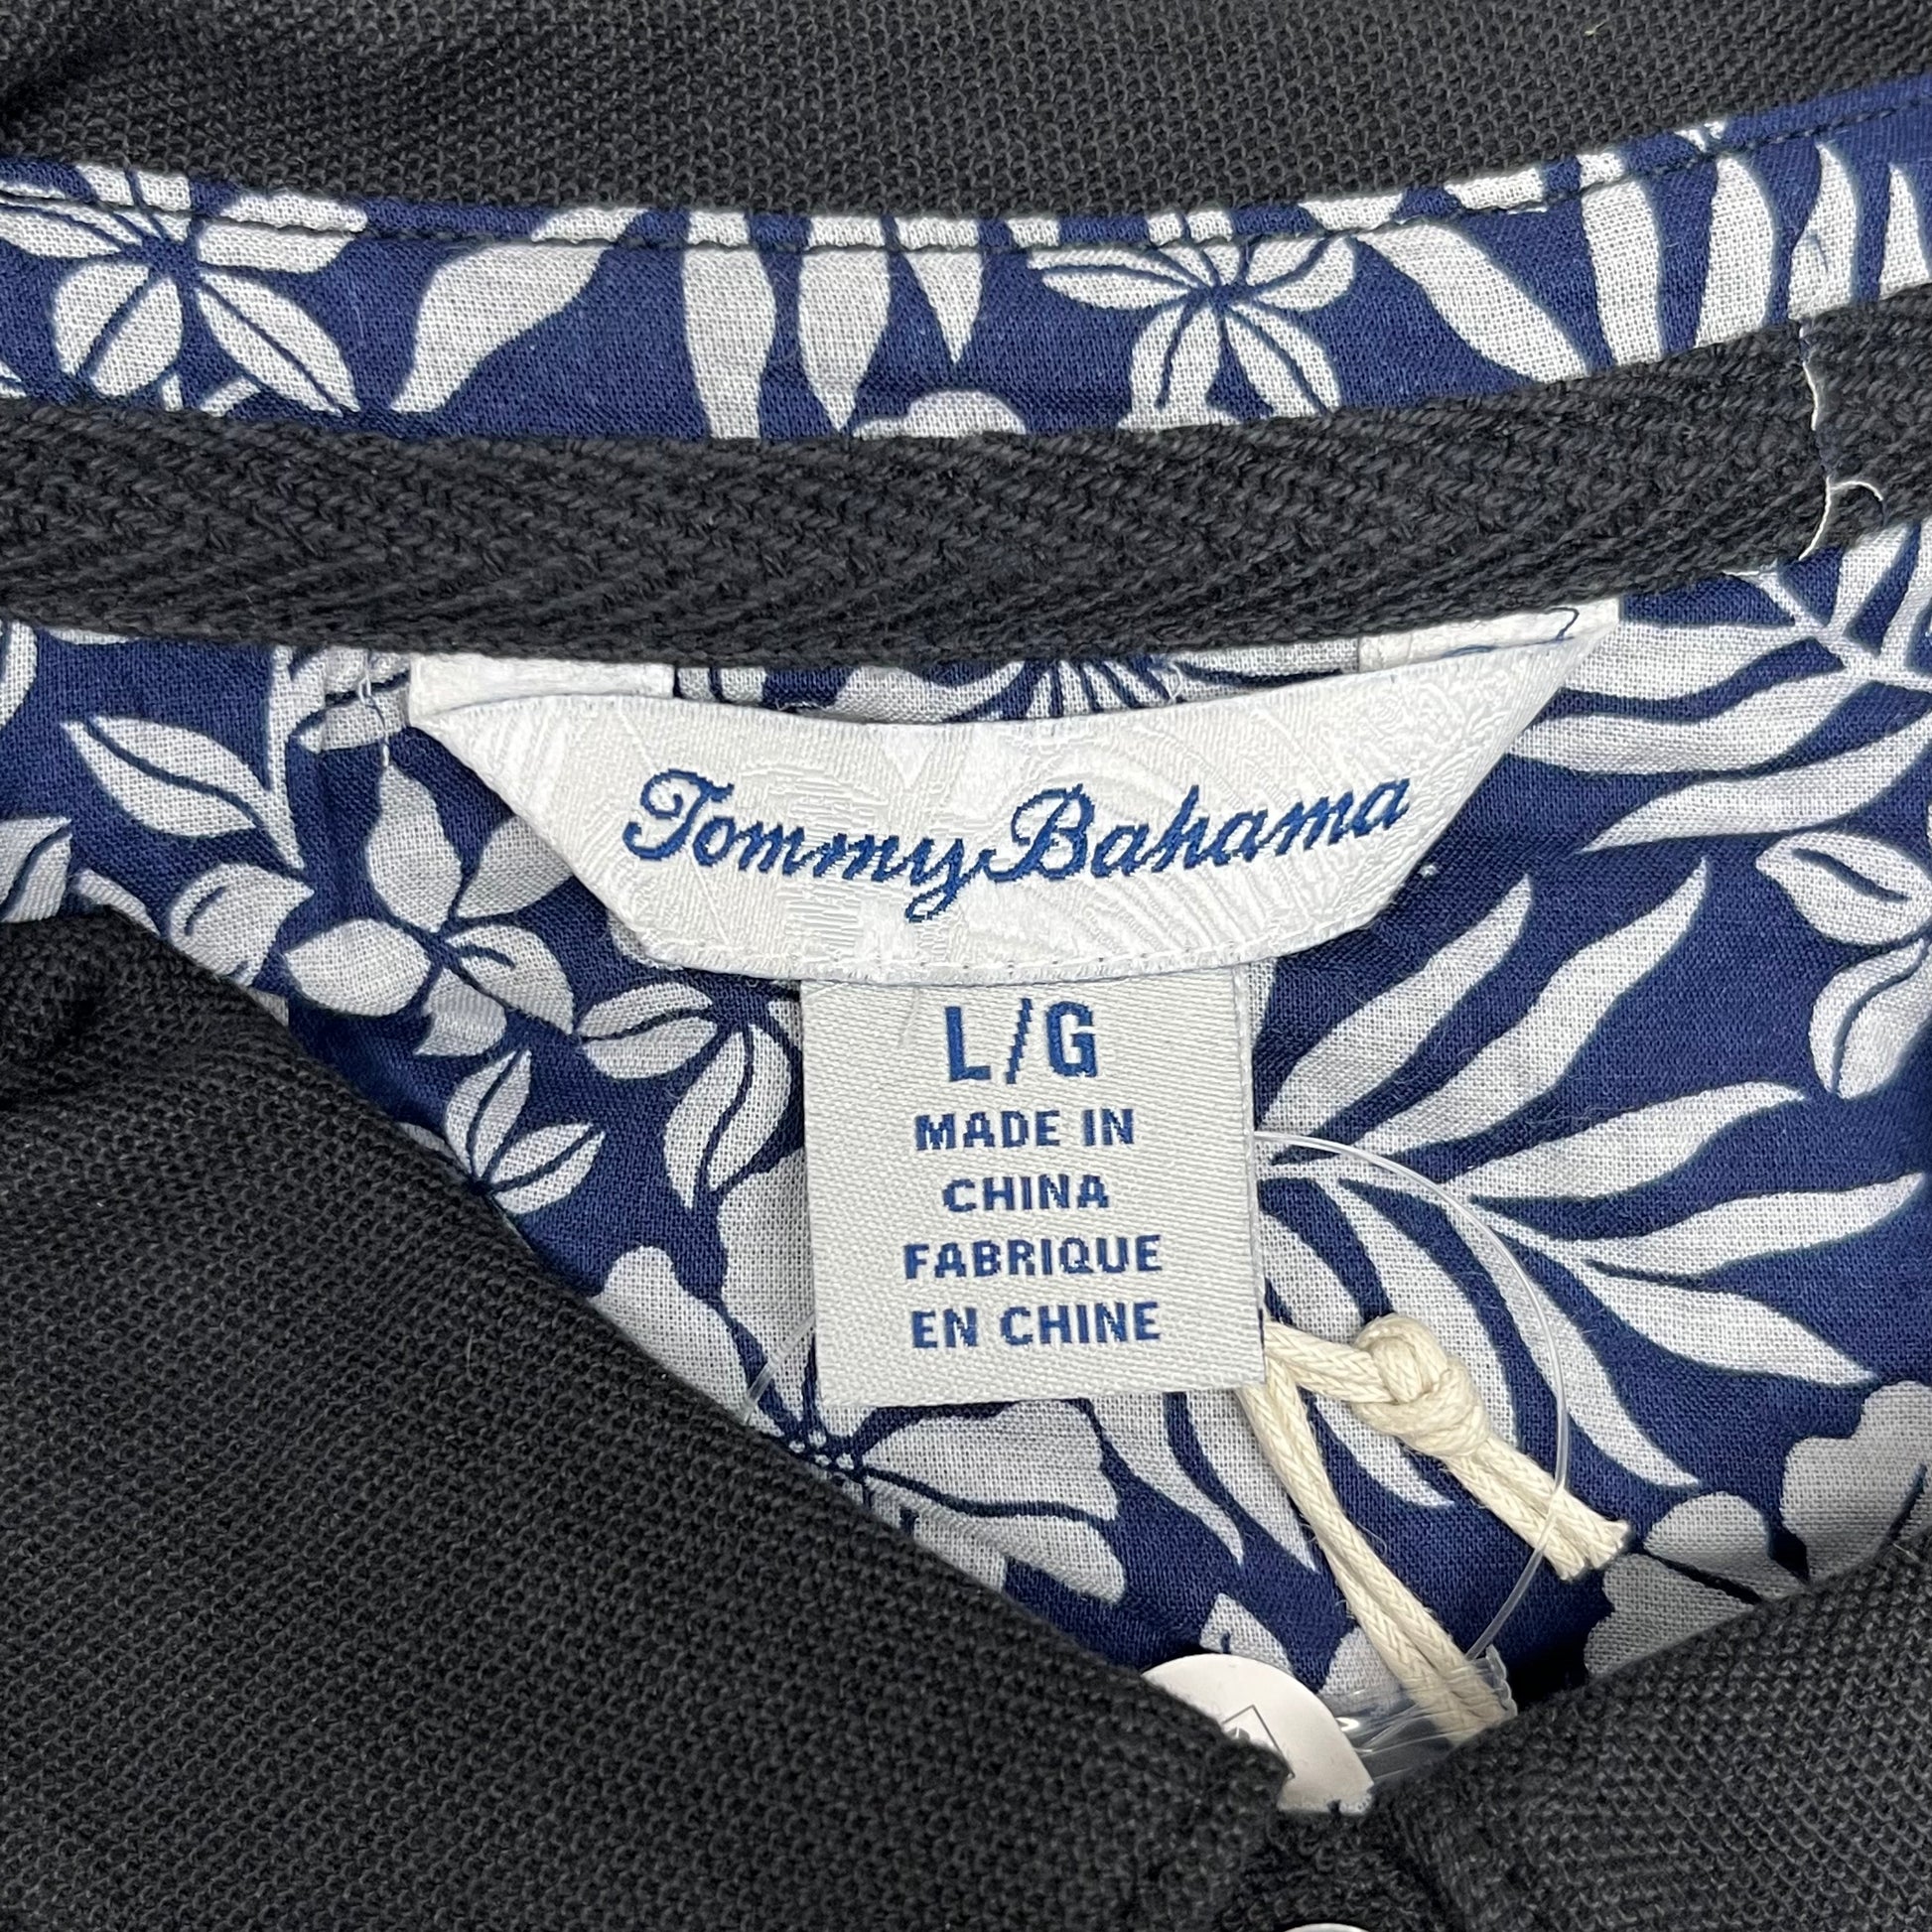 Tommy Bahama
L/G
MADE IN
CHINA
FABRIQUE
EN CHINE